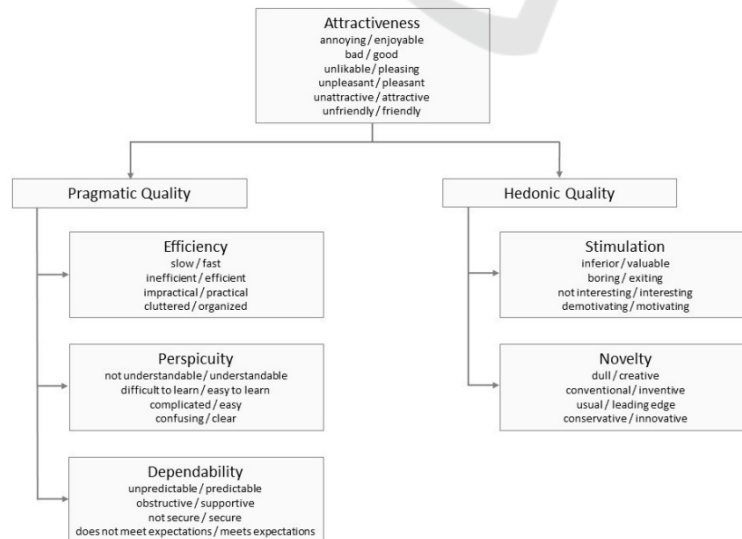 Attractiveness
annoying / enjoyable
bad / good
unlikable / pleasing
unpleasant / pleasant
unattractive / attractive
unfriendly / friendly
Pragmatic Quality
Hedonic Quality
Efficiency
slow / fast
inefficient / efficient
impractical / practical
cluttered / organized
Stimulation
inferior / valuable
boring / exiting
not interesting / interesting
demotivating / motivating
Perspicuity
not understandable / understandable
difficult to learn / easy to learn
complicated / easy
confusing / clear
Novelty
dull / creative
conventional / inventive
usual / leading edge
conservative / innovative
Dependability
unpredictable / predictable
obstructive / supportive
not secure / secure
does not meet expectations / meets expectations